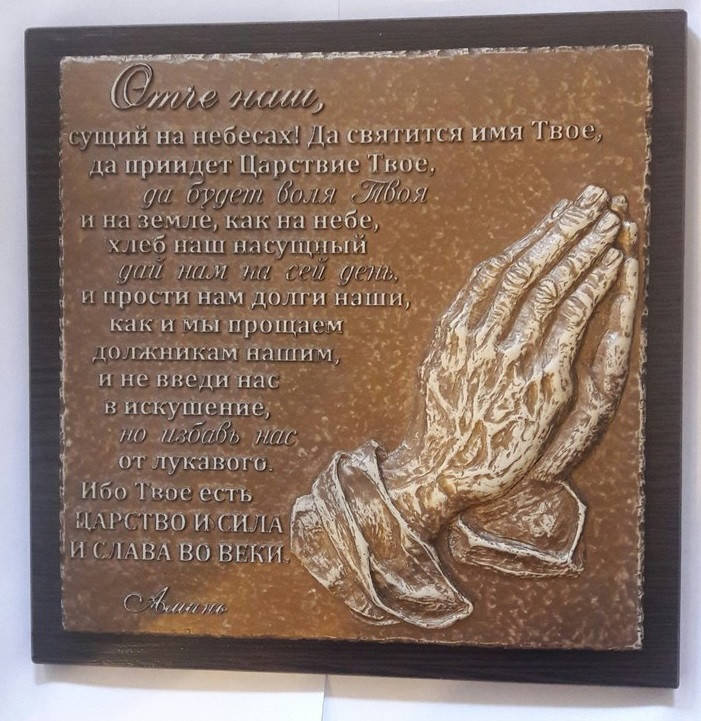 Отче наш,
сущий на небесах! Да святится имя Твое,
да приидет Царствие Твое,
да будет воля Твоя
и на земле, как на небе,
хлеб наш насущный
дай нам на сей день,
и прости нам долги наши,
как и мы прощаем
должникам нашим,
и не введи нас
в искушение,
но избавь нас
от лукавого.
Ибо Твое есть
ЦАРСТВО И СИЛА
И СЛАВА ВО ВЕКИ.
Аминь